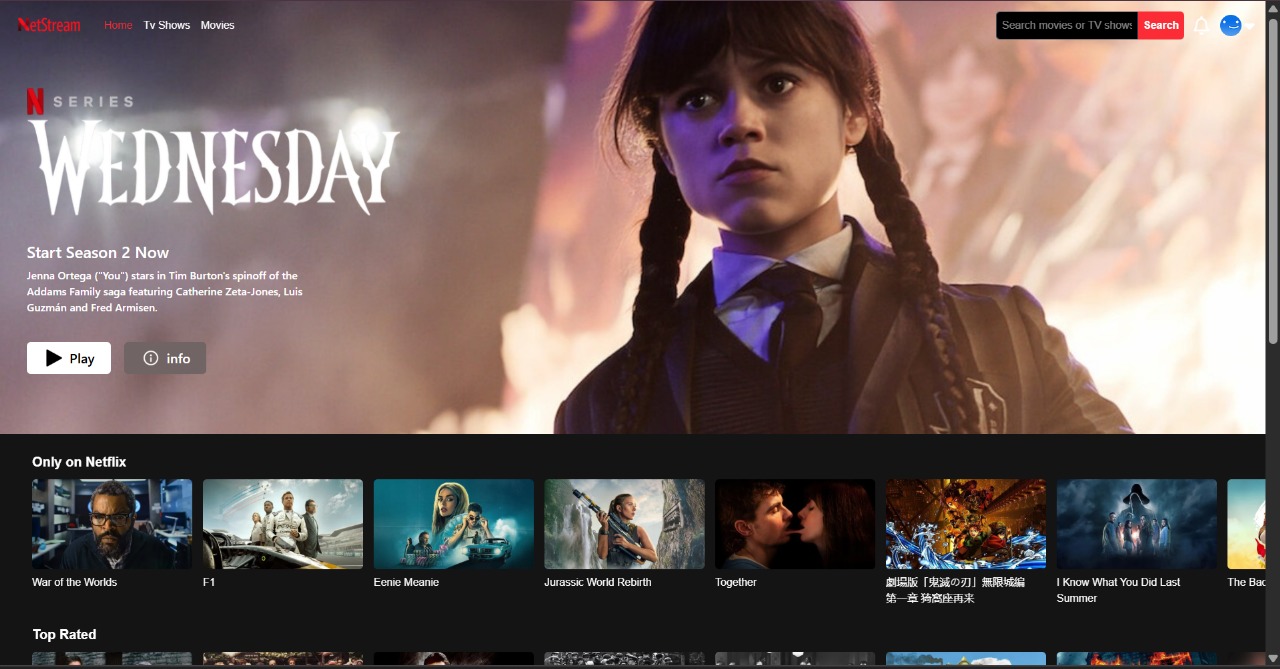 NetStream
Home
Tv Shows
Movies
Search movies or TV shows
Search
N SERIES
WEDNESDAY
Start Season 2 Now
Jenna Ortega ("You") stars in Tim Burton's spinoff of the
Addams Family saga featuring Catherine Zeta-Jones, Luis
Guzmán and Fred Armisen.
Play
info
Only on Netflix
War of the Worlds
F1
Eenie Meanie
Jurassic World Rebirth
Together
劇場版「鬼滅の刃」無限城編
第一章 猗窩座再来
I Know What You Did Last
Summer
The Bad
Top Rated